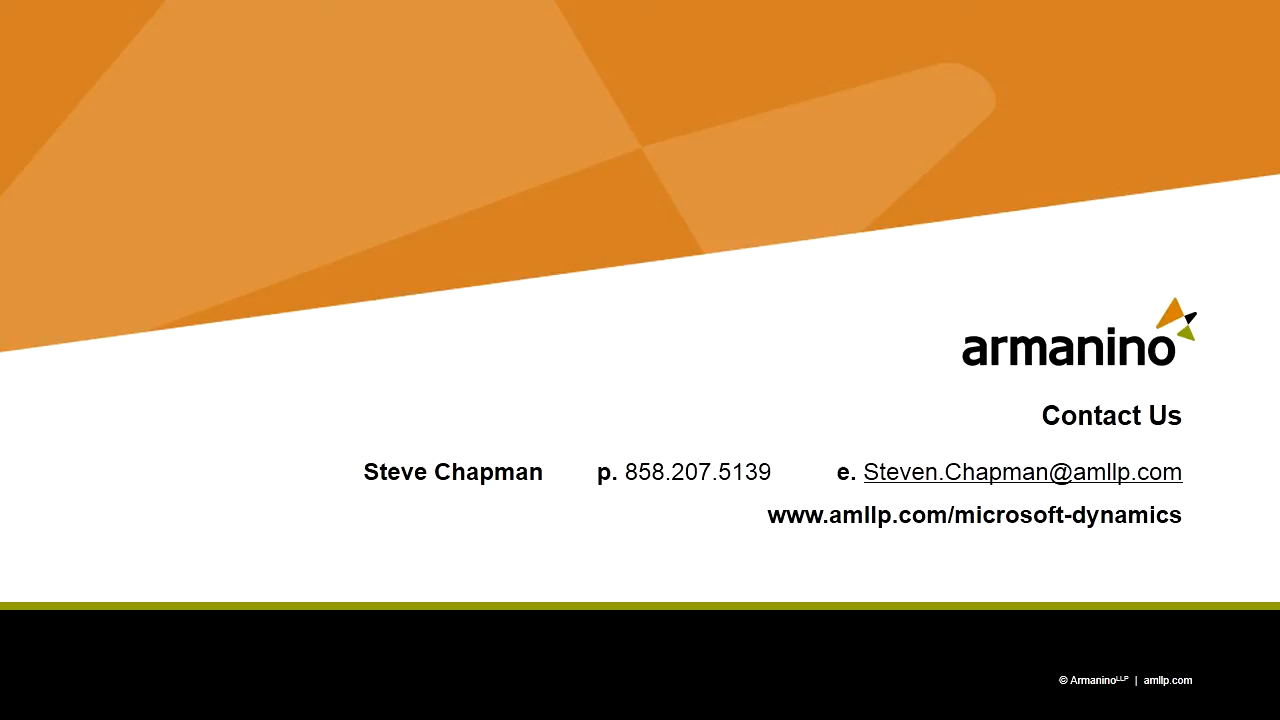 armanino
Contact Us
Steve Chapman p. 858.207.5139 e. Steven.Chapman@amllp.com
www.amllp.com/microsoft-dynamics
© ArmaninoLLP | amllp.com